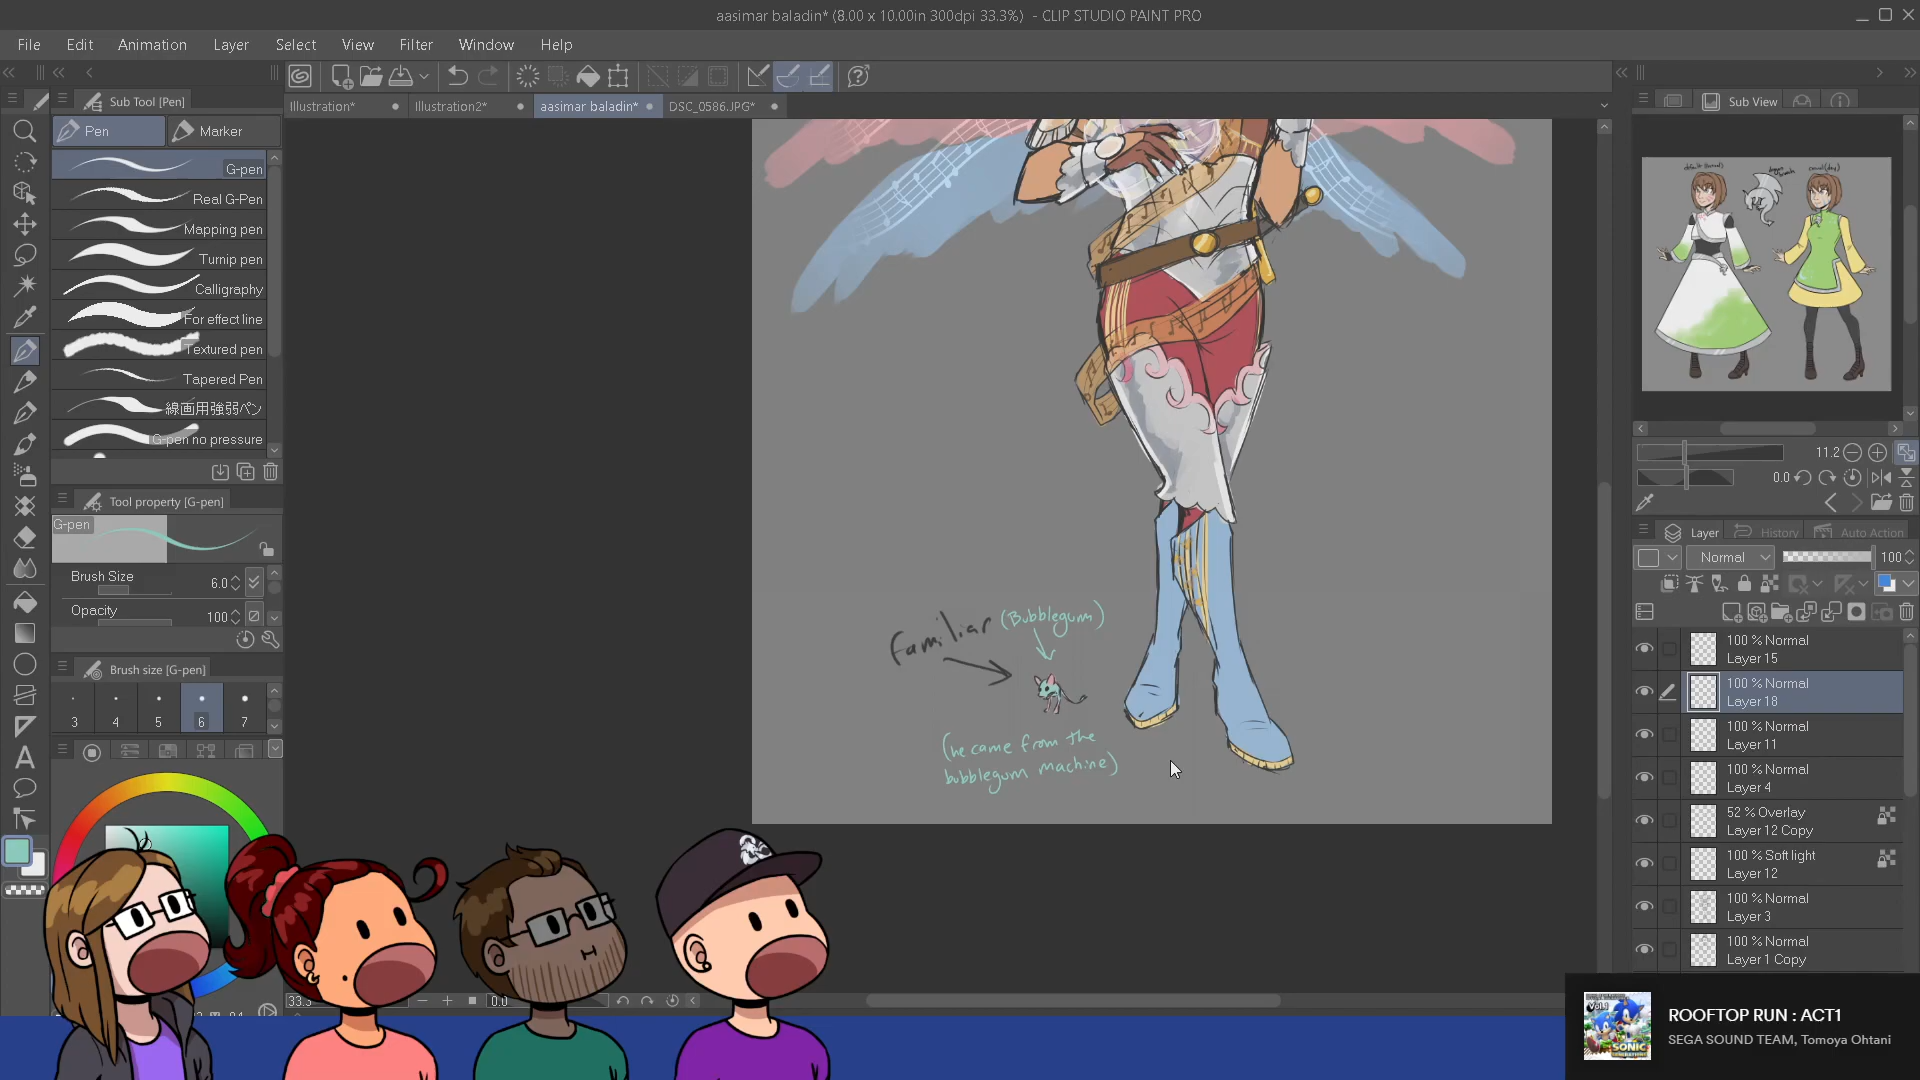 aasimar baladin* (8.00 x 10.00in 300dpi 33.3%) - CLIP STUDIO PAINT PRO
File Edit Animation Layer Select View Filter Window Help
Sub Tool [Pen]
Illustration* Illustration2* aasimar baladin* DSC_0586.JPG*
Sub View
Pen Marker
G-pen
Real G-Pen
Mapping pen
Turnip pen
Calligraphy
For effect line
Textured pen
Tapered Pen
線画用強弱ペン
G-pen no pressure
Tool property [G-pen]
G-pen
Brush Size 6.0
Opacity 100
Brush size [G-pen]
3 4 5 6 7
11.2
0.0
Layer History Auto Action
Normal 100
100 % Normal
Layer 15
100 % Normal
Layer 18
100 % Normal
Layer 11
100 % Normal
Layer 4
52 % Overlay
Layer 12 Copy
100 % Soft light
Layer 12
100 % Normal
Layer 3
100 % Normal
Layer 1 Copy
familiar (Bubblegum)
(he came from the
bubblegum machine)
33.3
0.0
ROOFTOP RUN : ACT1
SEGA SOUND TEAM, Tomoya Ohtani
SONIC